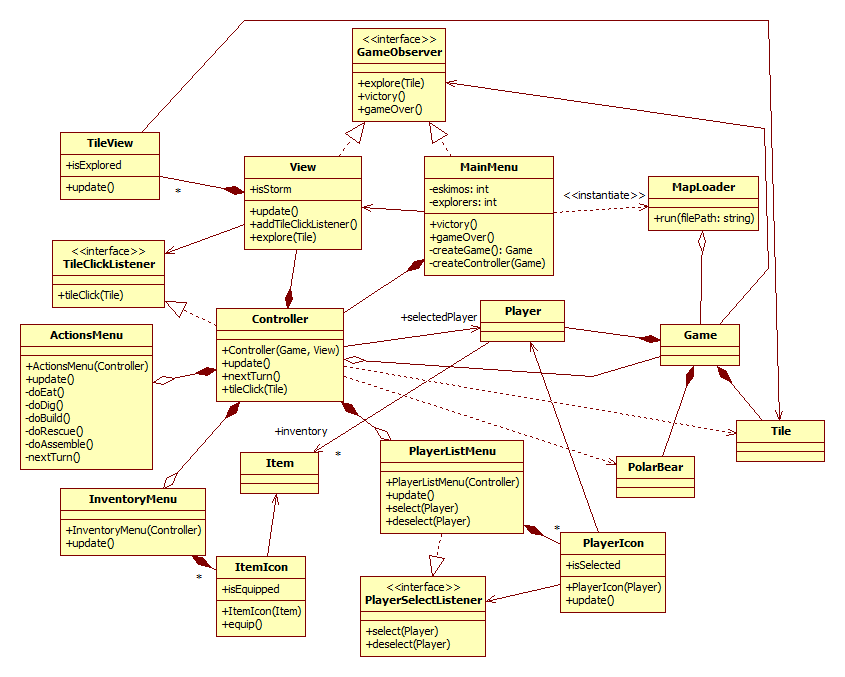 <<interface>>
GameObserver
+explore(Tile)
+victory()
+gameOver()
TileView
+isExplored
+update()
*
View
+isStorm
+update()
+addTileClickListener()
+explore(Tile)
MainMenu
-eskimos: int
-explorers: int
+victory()
+gameOver()
-createGame(): Game
-createController(Game)
<<instantiate>>
MapLoader
+run(filePath: string)
<<interface>>
TileClickListener
+tileClick(Tile)
Controller
+Controller(Game, View)
+update()
+nextTurn()
+tileClick(Tile)
+selectedPlayer
Player
Game
ActionsMenu
+ActionsMenu(Controller)
+update()
-doEat()
-doDig()
-doBuild()
-doRescue()
-doAssemble()
-nextTurn()
+inventory
*
Item
PlayerListMenu
+PlayerListMenu(Controller)
+update()
+select(Player)
+deselect(Player)
*
PolarBear
Tile
InventoryMenu
+InventoryMenu(Controller)
+update()
*
ItemIcon
+isEquipped
+ItemIcon(Item)
+equip()
<<interface>>
PlayerSelectListener
+select(Player)
+deselect(Player)
PlayerIcon
+isSelected
+PlayerIcon(Player)
+update()